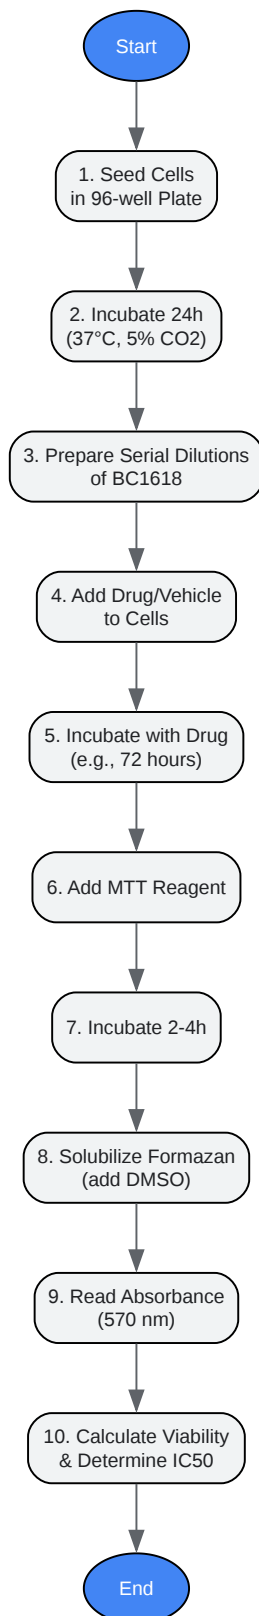 Start
1. Seed Cells
in 96-well Plate
2. Incubate 24h
(37°C, 5% CO2)
3. Prepare Serial Dilutions
of BC1618
4. Add Drug/Vehicle
to Cells
5. Incubate with Drug
(e.g., 72 hours)
6. Add MTT Reagent
7. Incubate 2-4h
8. Solubilize Formazan
(add DMSO)
9. Read Absorbance
(570 nm)
10. Calculate Viability
& Determine IC50
End